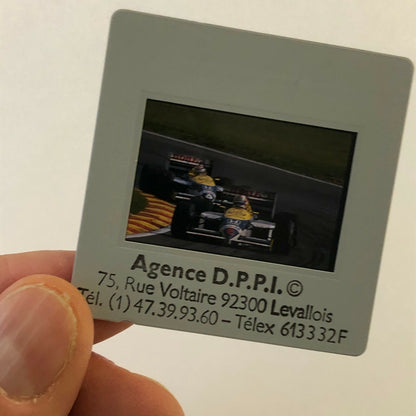 Agence D.P.P.I. ©
75, Rue Voltaire 92300 Levallois
Tél. (1) 47.39.93.60 – Télex 613332F